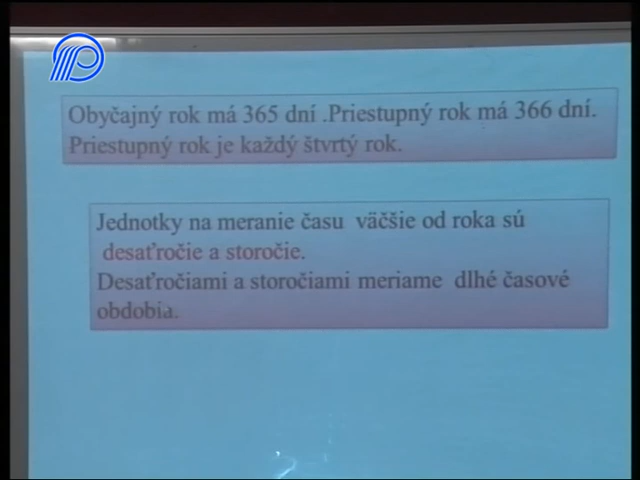 Obyčajný rok má 365 dní .Priestupný rok má 366 dní.
Priestupný rok je každý štvrtý rok.
Jednotky na meranie času väčšie od roka sú
desaťročie a storočie.
Desaťročiami a storočiami meriame dlhé časové
obdobia.